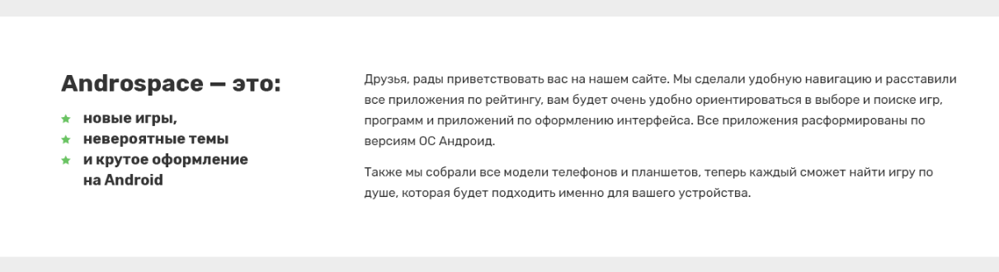 Androspace — это:
новые игры,
невероятные темы
и крутое оформление
на Android
Друзья, рады приветствовать вас на нашем сайте. Мы сделали удобную навигацию и расставили
все приложения по рейтингу, вам будет очень удобно ориентироваться в выборе и поиске игр,
программ и приложений по оформлению интерфейса. Все приложения расформированы по
версиям ОС Андроид.
Также мы собрали все модели телефонов и планшетов, теперь каждый сможет найти игру по
душе, которая будет подходить именно для вашего устройства.